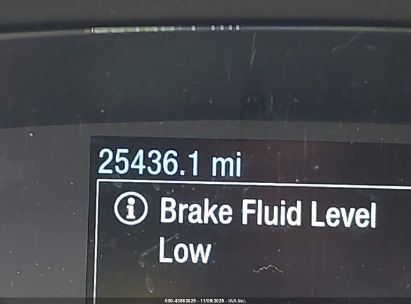 25436.1 mi
Brake Fluid Level
Low